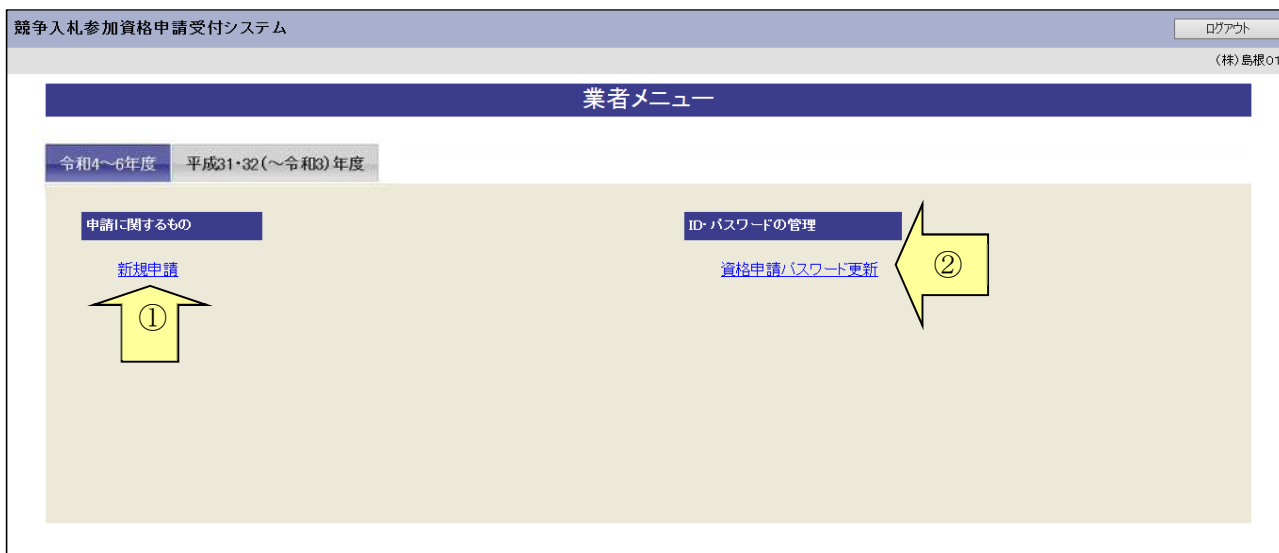 競争入札参加資格申請受付システム
ログアウト
(株)島根01
業者メニュー
令和4～6年度
平成31・32(～令和3)年度
申請に関するもの
ID・パスワードの管理
新規申請
資格申請パスワード更新
②
①